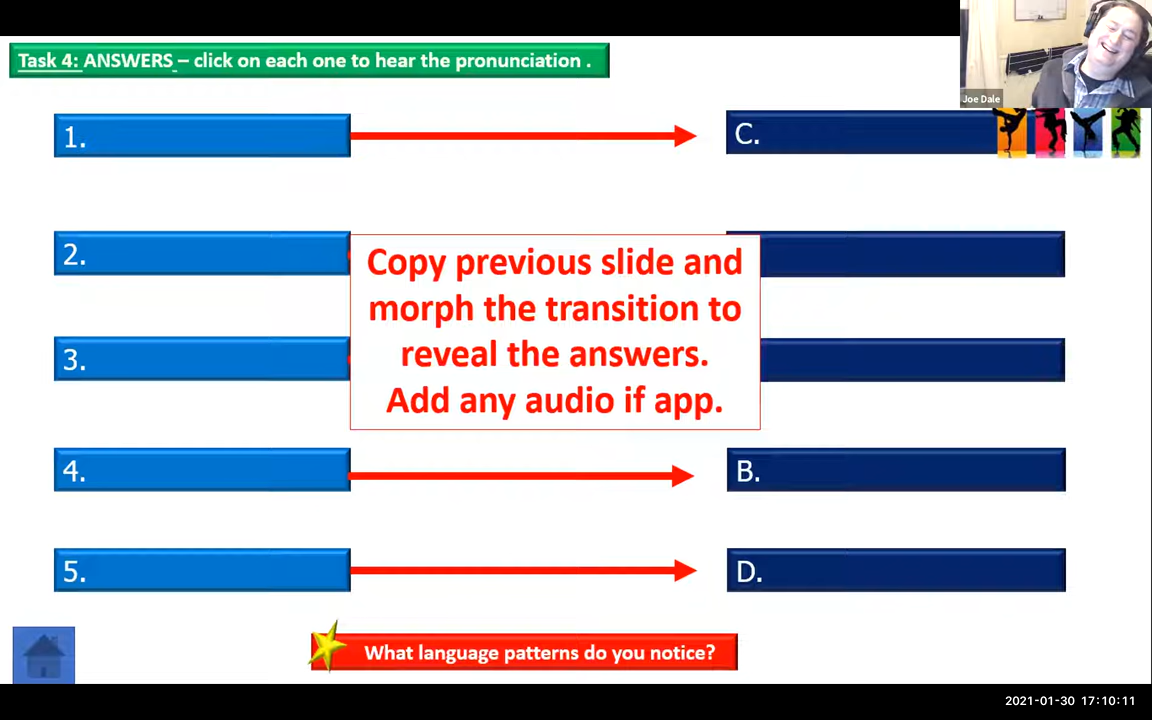 Task 4: ANSWERS – click on each one to hear the pronunciation .
Joe Dale
1.
C.
2.
Copy previous slide and
morph the transition to
reveal the answers.
Add any audio if app.
3.
4.
B.
5.
D.
What language patterns do you notice?
2021-01-30 17:10:11